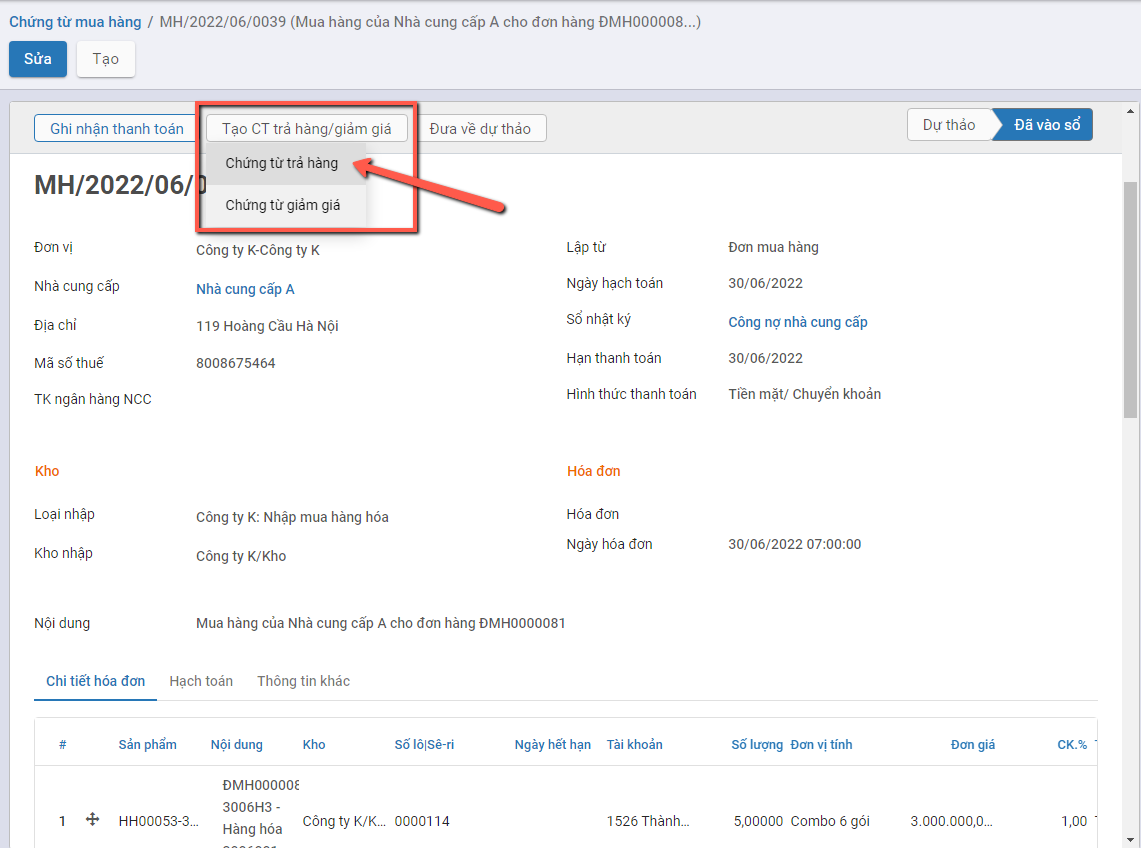 Chứng từ mua hàng / MH/2022/06/0039 (Mua hàng của Nhà cung cấp A cho đơn hàng ĐMH000008...)
Sửa Tạo
Ghi nhận thanh toán Tạo CT trả hàng/giảm giá Đưa về dự thảo Dự thảo Đã vào sổ
Chứng từ trả hàng
MH/2022/06/0
Chứng từ giảm giá
Đơn vị Công ty K-Công ty K Lập từ Đơn mua hàng
Nhà cung cấp Nhà cung cấp A Ngày hạch toán 30/06/2022
Địa chỉ 119 Hoàng Cầu Hà Nội Sổ nhật ký Công nợ nhà cung cấp
Mã số thuế 8008675464 Hạn thanh toán 30/06/2022
TK ngân hàng NCC Hình thức thanh toán Tiền mặt/ Chuyển khoản
Kho Hóa đơn
Loại nhập Công ty K: Nhập mua hàng hóa Hóa đơn
Kho nhập Công ty K/Kho Ngày hóa đơn 30/06/2022 07:00:00
Nội dung Mua hàng của Nhà cung cấp A cho đơn hàng ĐMH0000081
Chi tiết hóa đơn Hạch toán Thông tin khác
# Sản phẩm Nội dung Kho Số lô|Sê-ri Ngày hết hạn Tài khoản Số lượng Đơn vị tính Đơn giá CK.%
ĐMH000008
3006H3 -
1 HH00053-3... Hàng hóa Công ty K/K... 0000114 1526 Thành... 5,00000 Combo 6 gói 3.000.000,0... 1,00